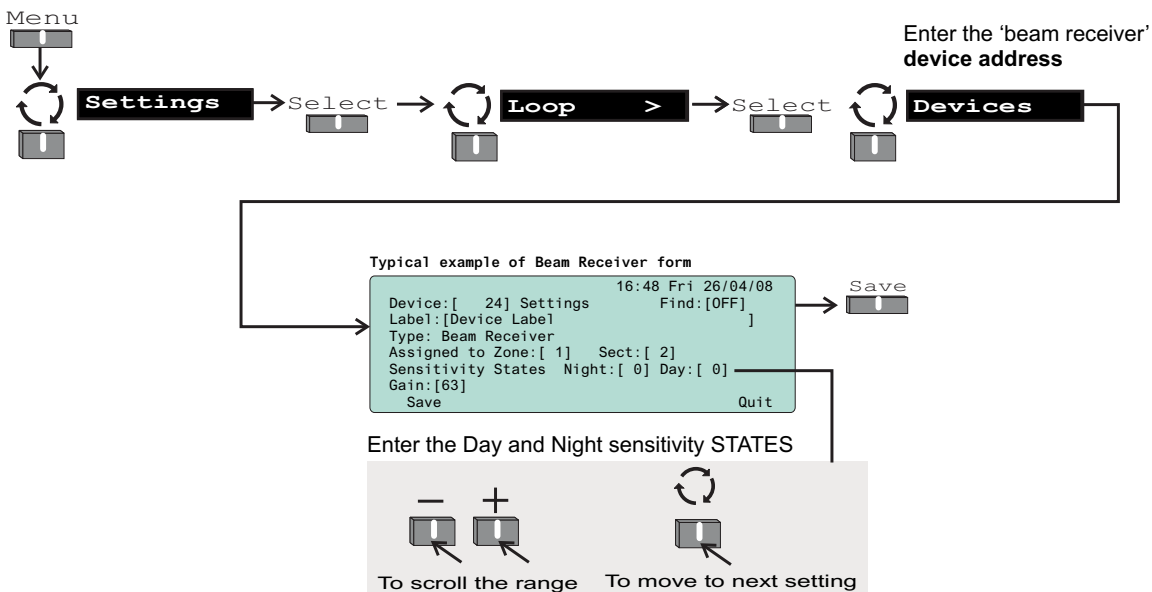 Menu
Enter the ‘beam receiver’
device address
Settings
Select
Loop >
Select
Devices
Typical example of Beam Receiver form
16:48 Fri 26/04/08
Device:[ 24] Settings Find:[OFF]
Label:[Device Label ]
Type: Beam Receiver
Assigned to Zone:[ 1] Sect:[ 2]
Sensitivity States Night:[ 0] Day:[ 0]
Gain:[63]
Save Quit
Save
Enter the Day and Night sensitivity STATES
− +
To scroll the range
To move to next setting